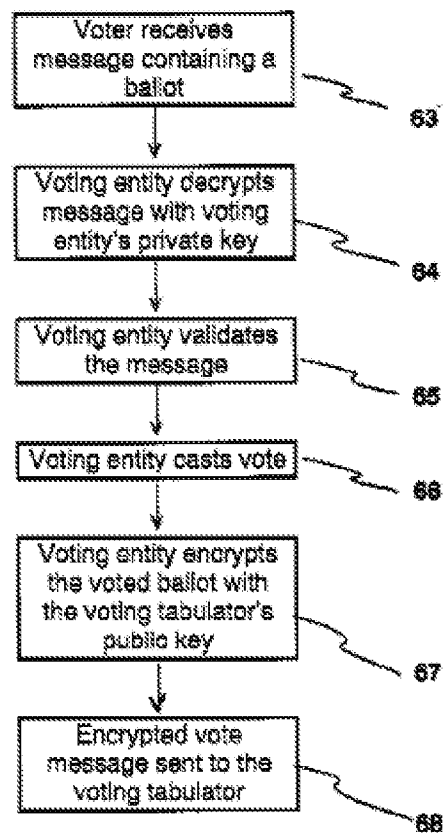 Voter receives
message containing a
ballot
63
Voting entity decrypts
message with voting
entity's private key
64
Voting entity validates
the message
65
Voting entity casts vote
66
Voting entity encrypts
the voted ballot with
the voting tabulator's
public key
67
Encrypted vote
message sent to the
voting tabulator
68